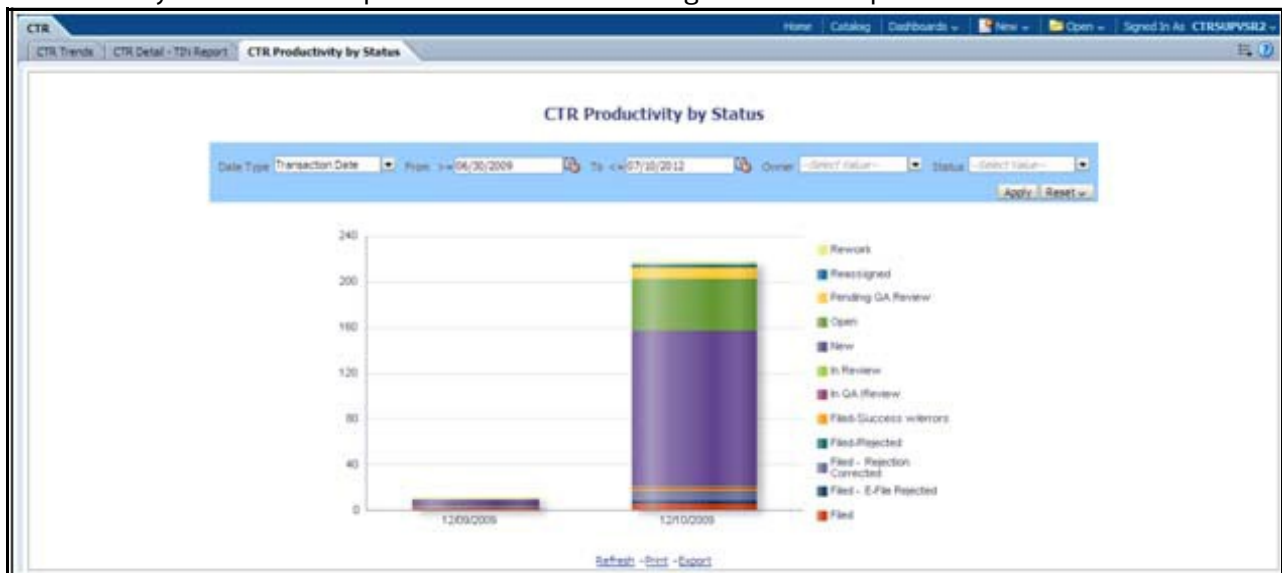 CTR
Home Catalog Dashboards New Open Signed In As CTRSUPVSR2
CTR Trends CTR Detail - TIN Report CTR Productivity by Status
CTR Productivity by Status
Date Type Transaction Date From >= 06/30/2009 To <= 07/10/2012 Owner --Select Value-- Status --Select Value--
Apply Reset
240
200
160
120
80
40
0
12/09/2009 12/10/2009
Rework
Reassigned
Pending QA Review
Open
New
In Review
In QA Review
Filed-Success w/errors
Filed-Rejected
Filed - Rejection
Corrected
Filed - E-File Rejected
Filed
Refresh - Print - Export